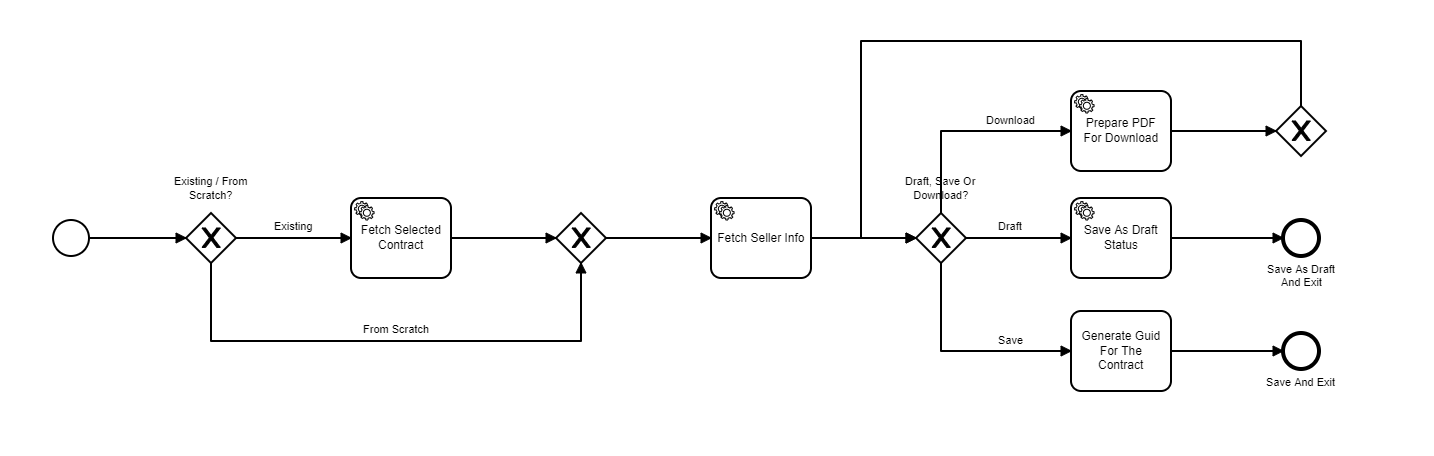 Existing / From
Scratch?
Existing
Fetch Selected
Contract
From Scratch
Fetch Seller Info
Draft, Save Or
Download?
Download
Prepare PDF
For Download
Draft
Save As Draft
Status
Save As Draft
And Exit
Save
Generate Guid
For The
Contract
Save And Exit